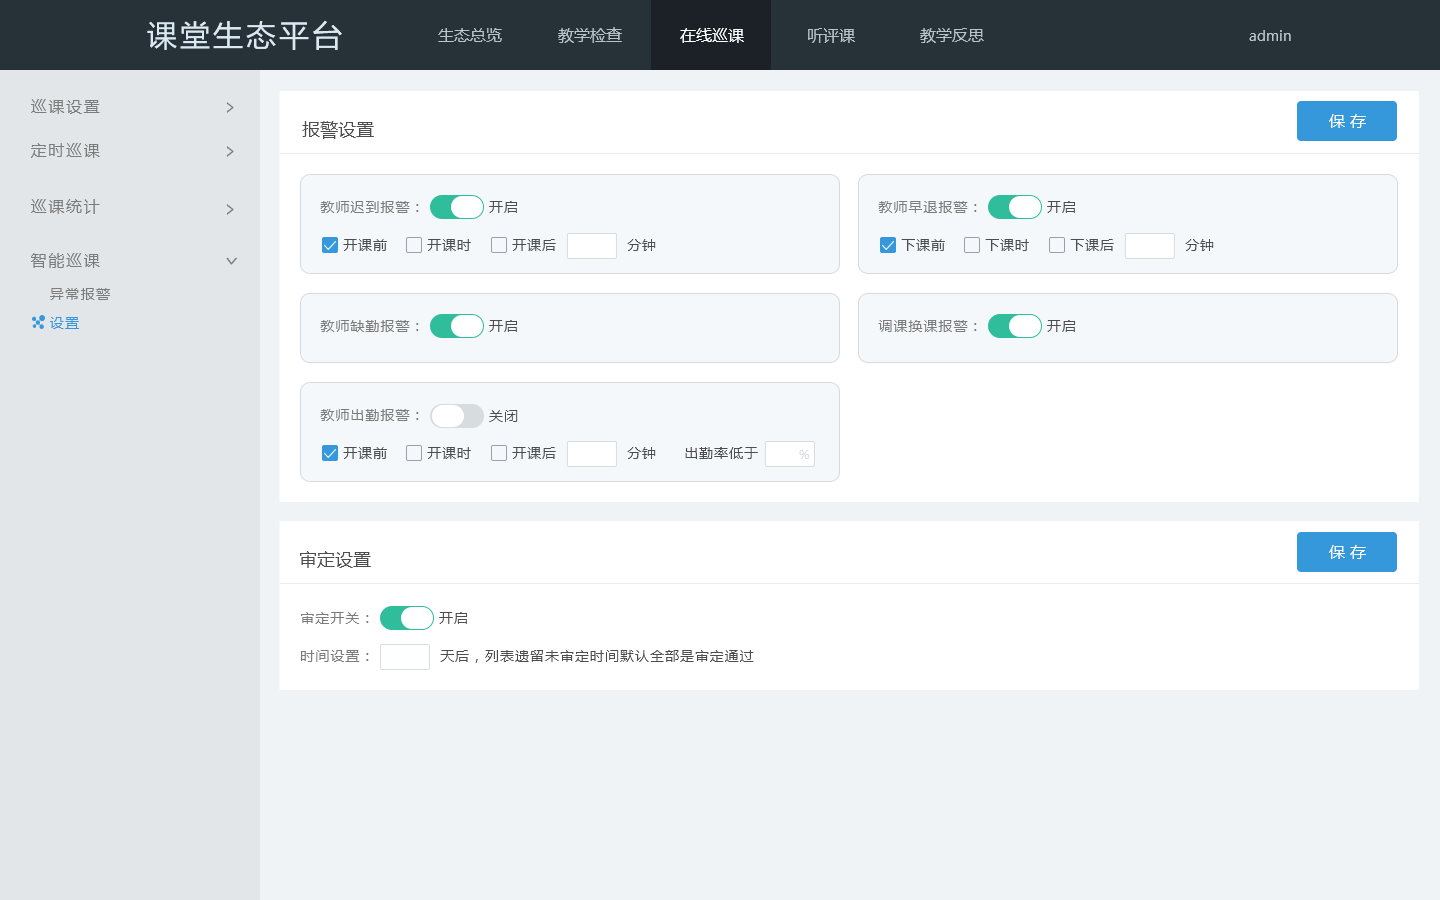 课堂生态平台 生态总览 教学检查 在线巡课 听评课 教学反思 admin
巡课设置
定时巡课
巡课统计
智能巡课
异常报警
设置
报警设置 保存
教师迟到报警： 开启
开课前 开课时 开课后 分钟
教师早退报警： 开启
下课前 下课时 下课后 分钟
教师缺勤报警： 开启
调课换课报警： 开启
教师出勤报警： 关闭
开课前 开课时 开课后 分钟 出勤率低于 %
审定设置 保存
审定开关： 开启
时间设置： 天后，列表遗留未审定时间默认全部是审定通过